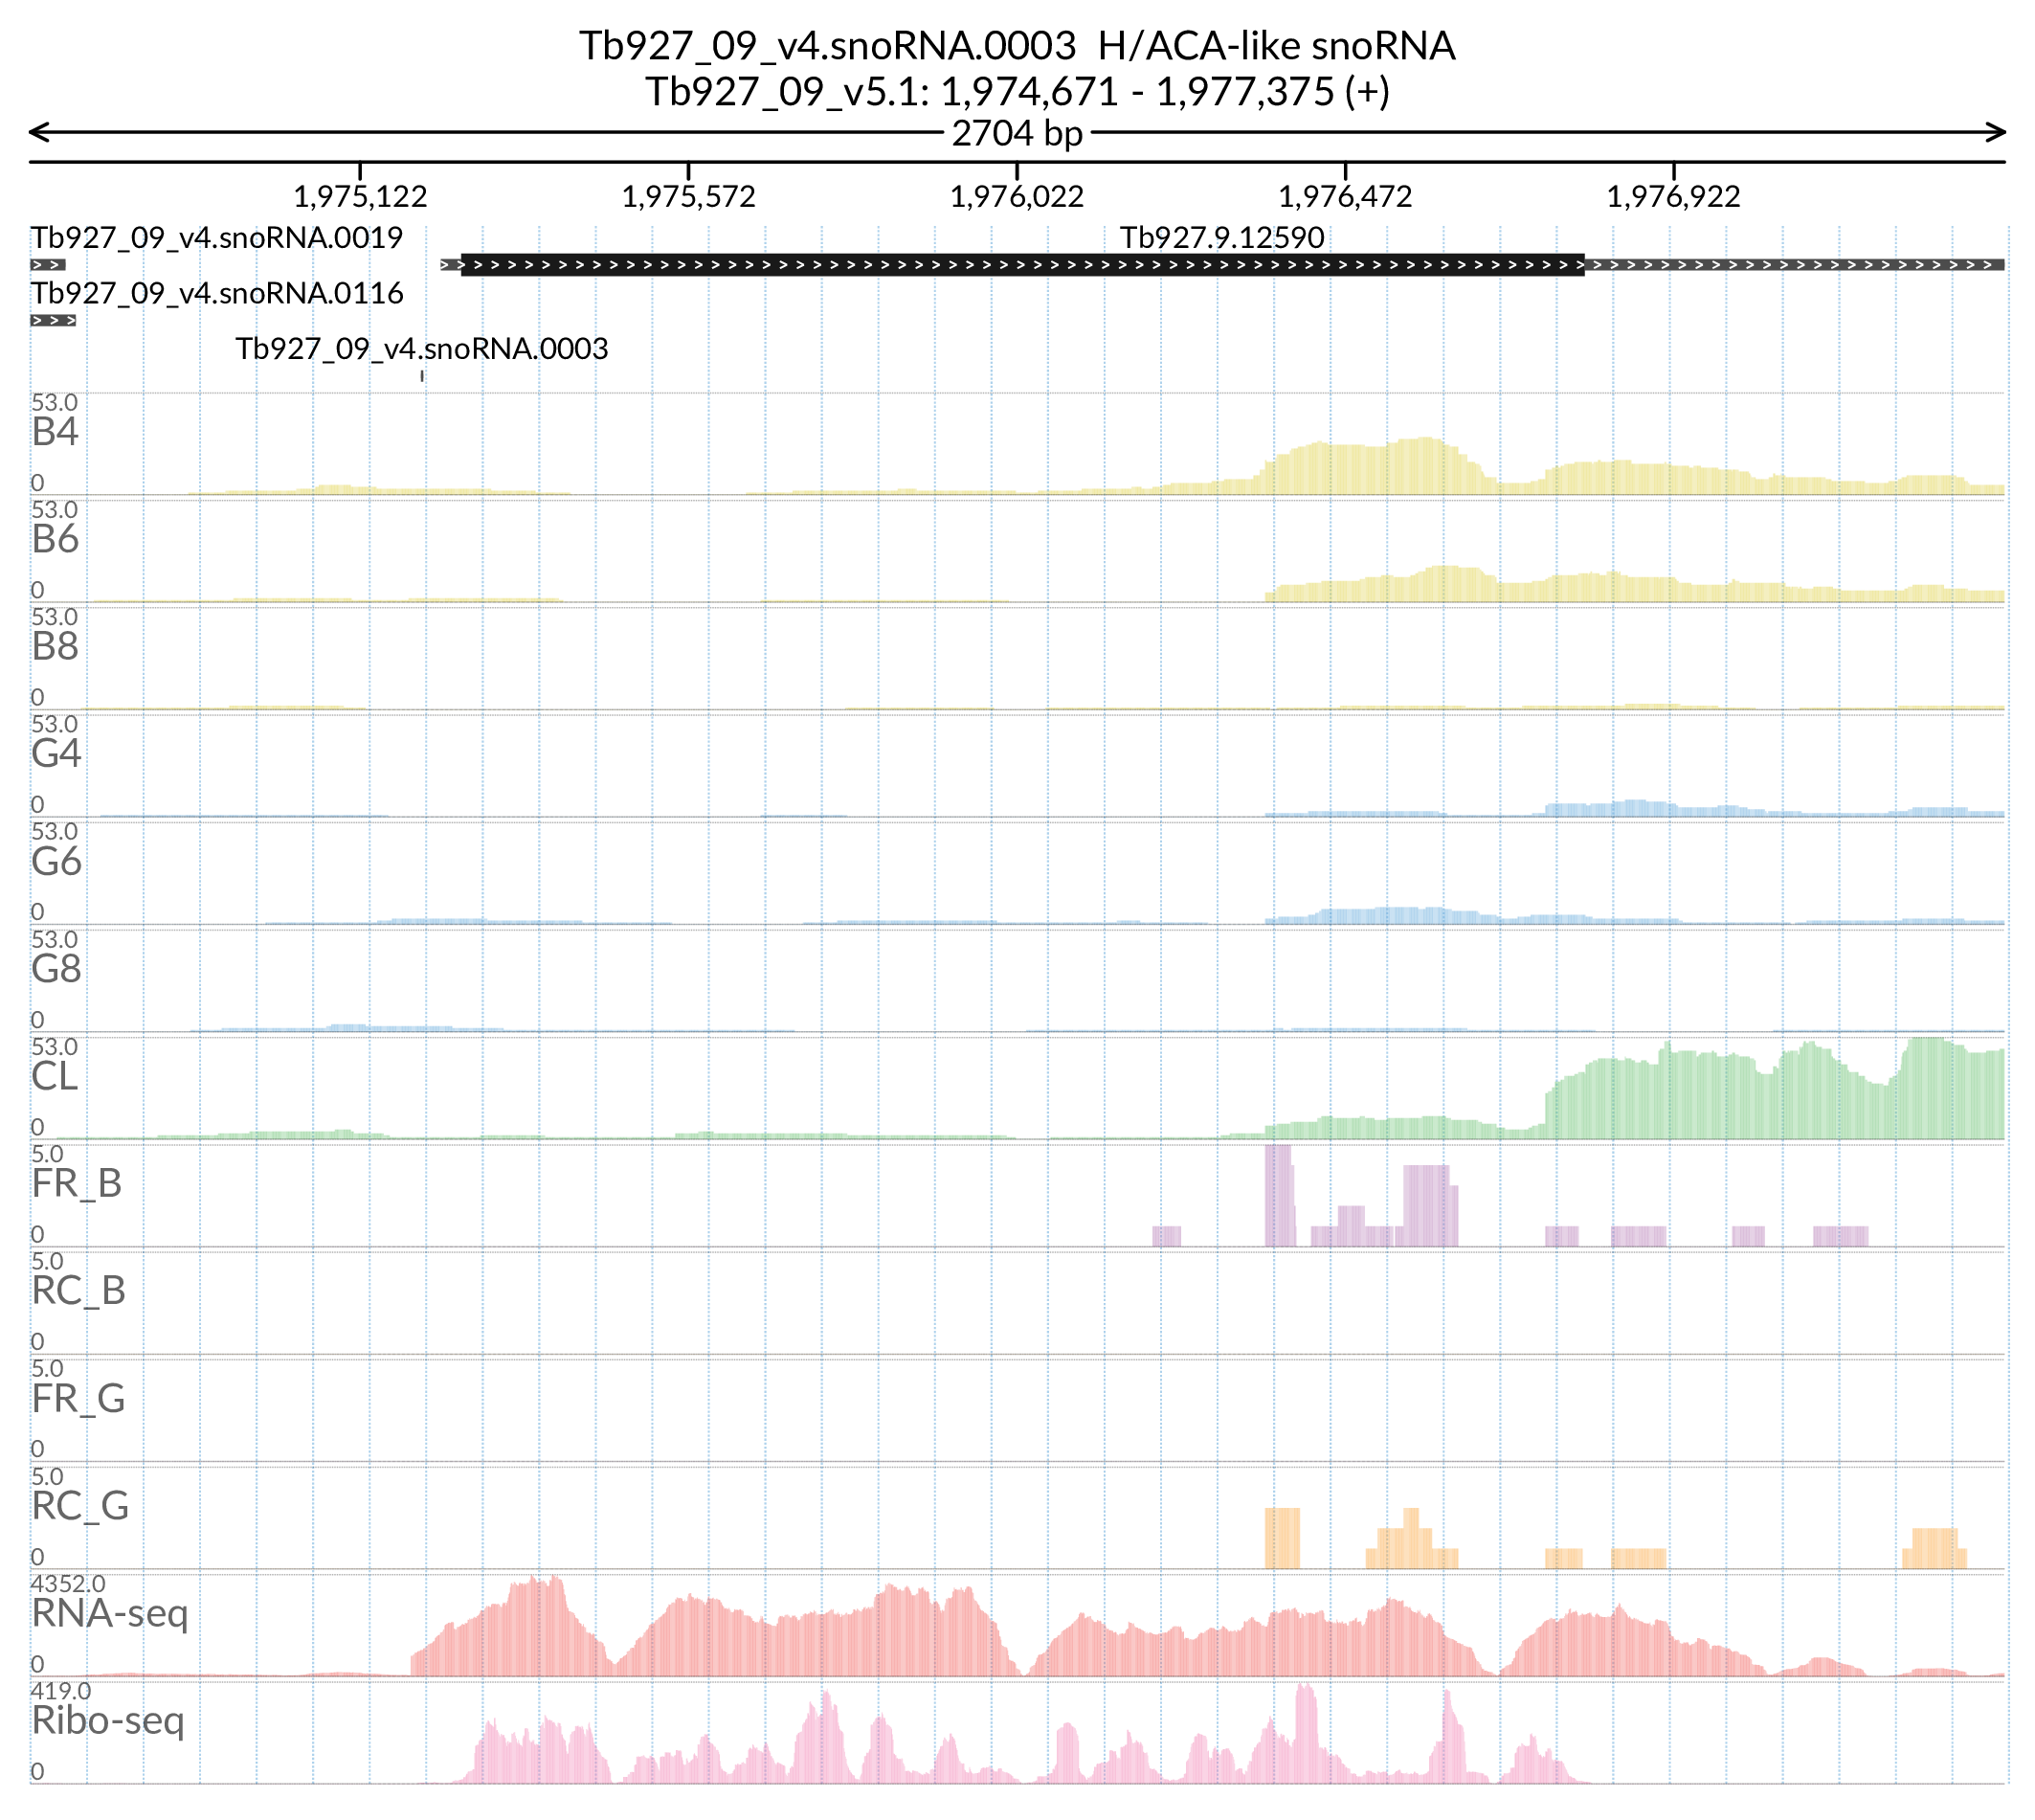 Tb927_09_v4.snoRNA.0003 H/ACA-like snoRNA
Tb927_09_v5.1: 1,974,671 - 1,977,375 (+)
2704 bp
1,975,122 1,975,572 1,976,022 1,976,472 1,976,922
Tb927_09_v4.snoRNA.0019 Tb927.9.12590
Tb927_09_v4.snoRNA.0116
Tb927_09_v4.snoRNA.0003
53.0
B4
0
53.0
B6
0
53.0
B8
0
53.0
G4
0
53.0
G6
0
53.0
G8
0
53.0
CL
0
5.0
FR_B
0
5.0
RC_B
0
5.0
FR_G
0
5.0
RC_G
0
4352.0
RNA-seq
0
419.0
Ribo-seq
0